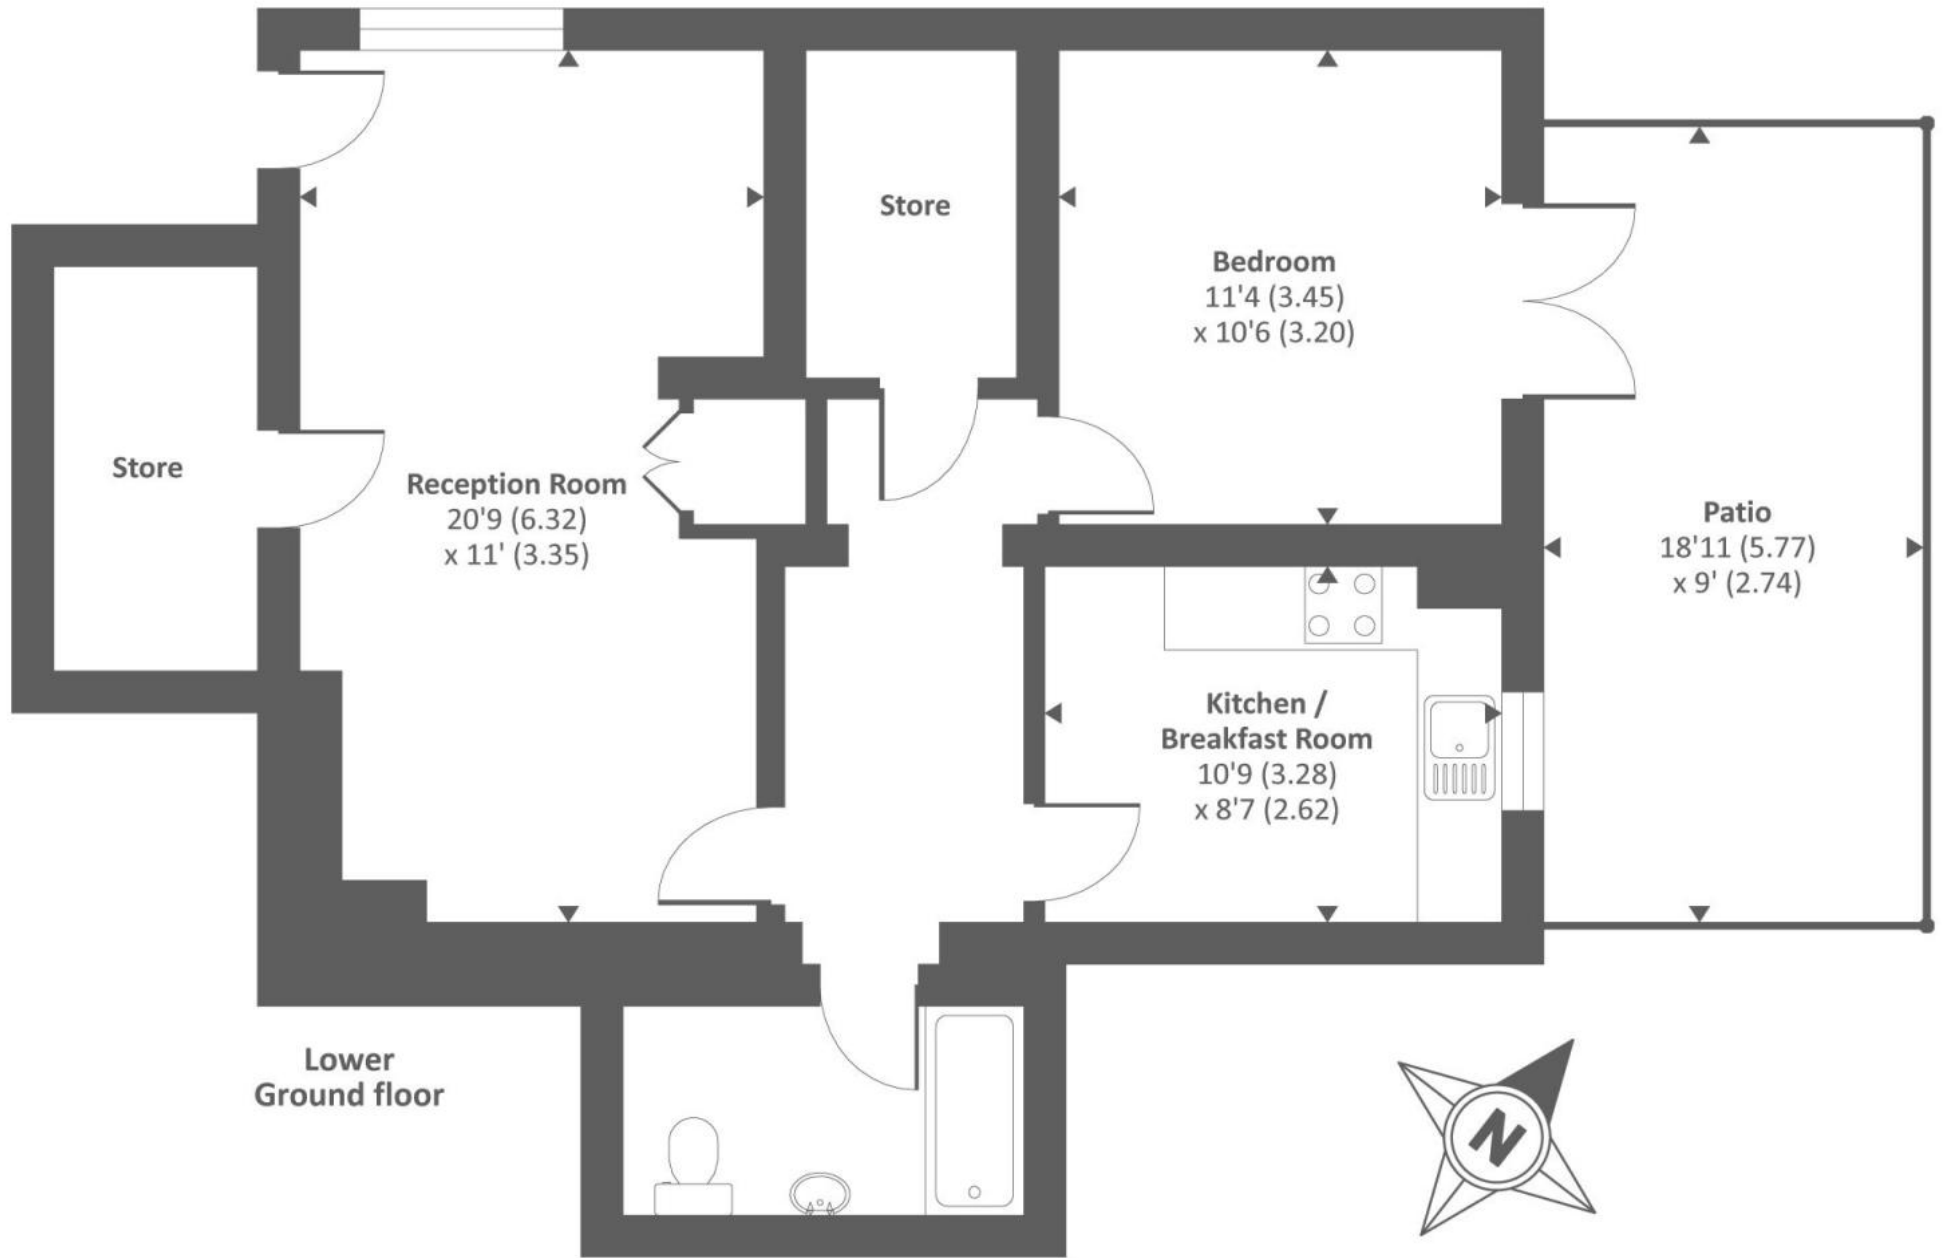 Store
Bedroom
11'4 (3.45)
x 10'6 (3.20)
Store
Reception Room
20'9 (6.32)
x 11' (3.35)
Patio
18'11 (5.77)
x 9' (2.74)
Kitchen /
Breakfast Room
10'9 (3.28)
x 8'7 (2.62)
Lower
Ground floor
N